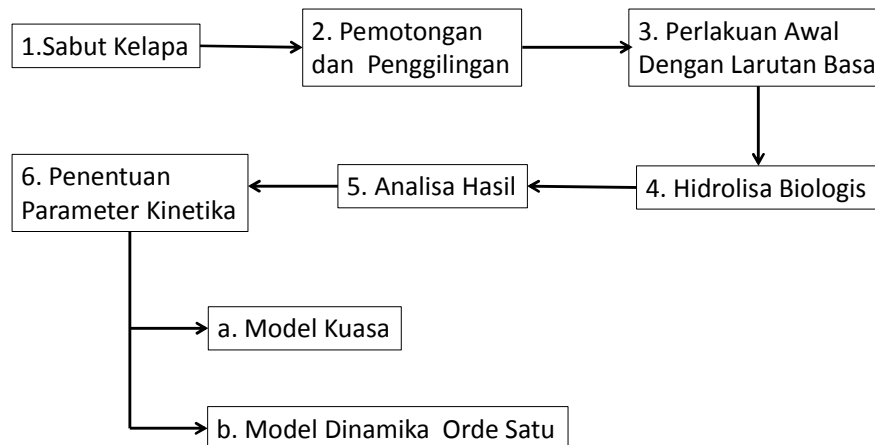 1.Sabut Kelapa
2. Pemotongan
dan Penggilingan
3. Perlakuan Awal
Dengan Larutan Basa
4. Hidrolisa Biologis
5. Analisa Hasil
6. Penentuan
Parameter Kinetika
a. Model Kuasa
b. Model Dinamika Orde Satu